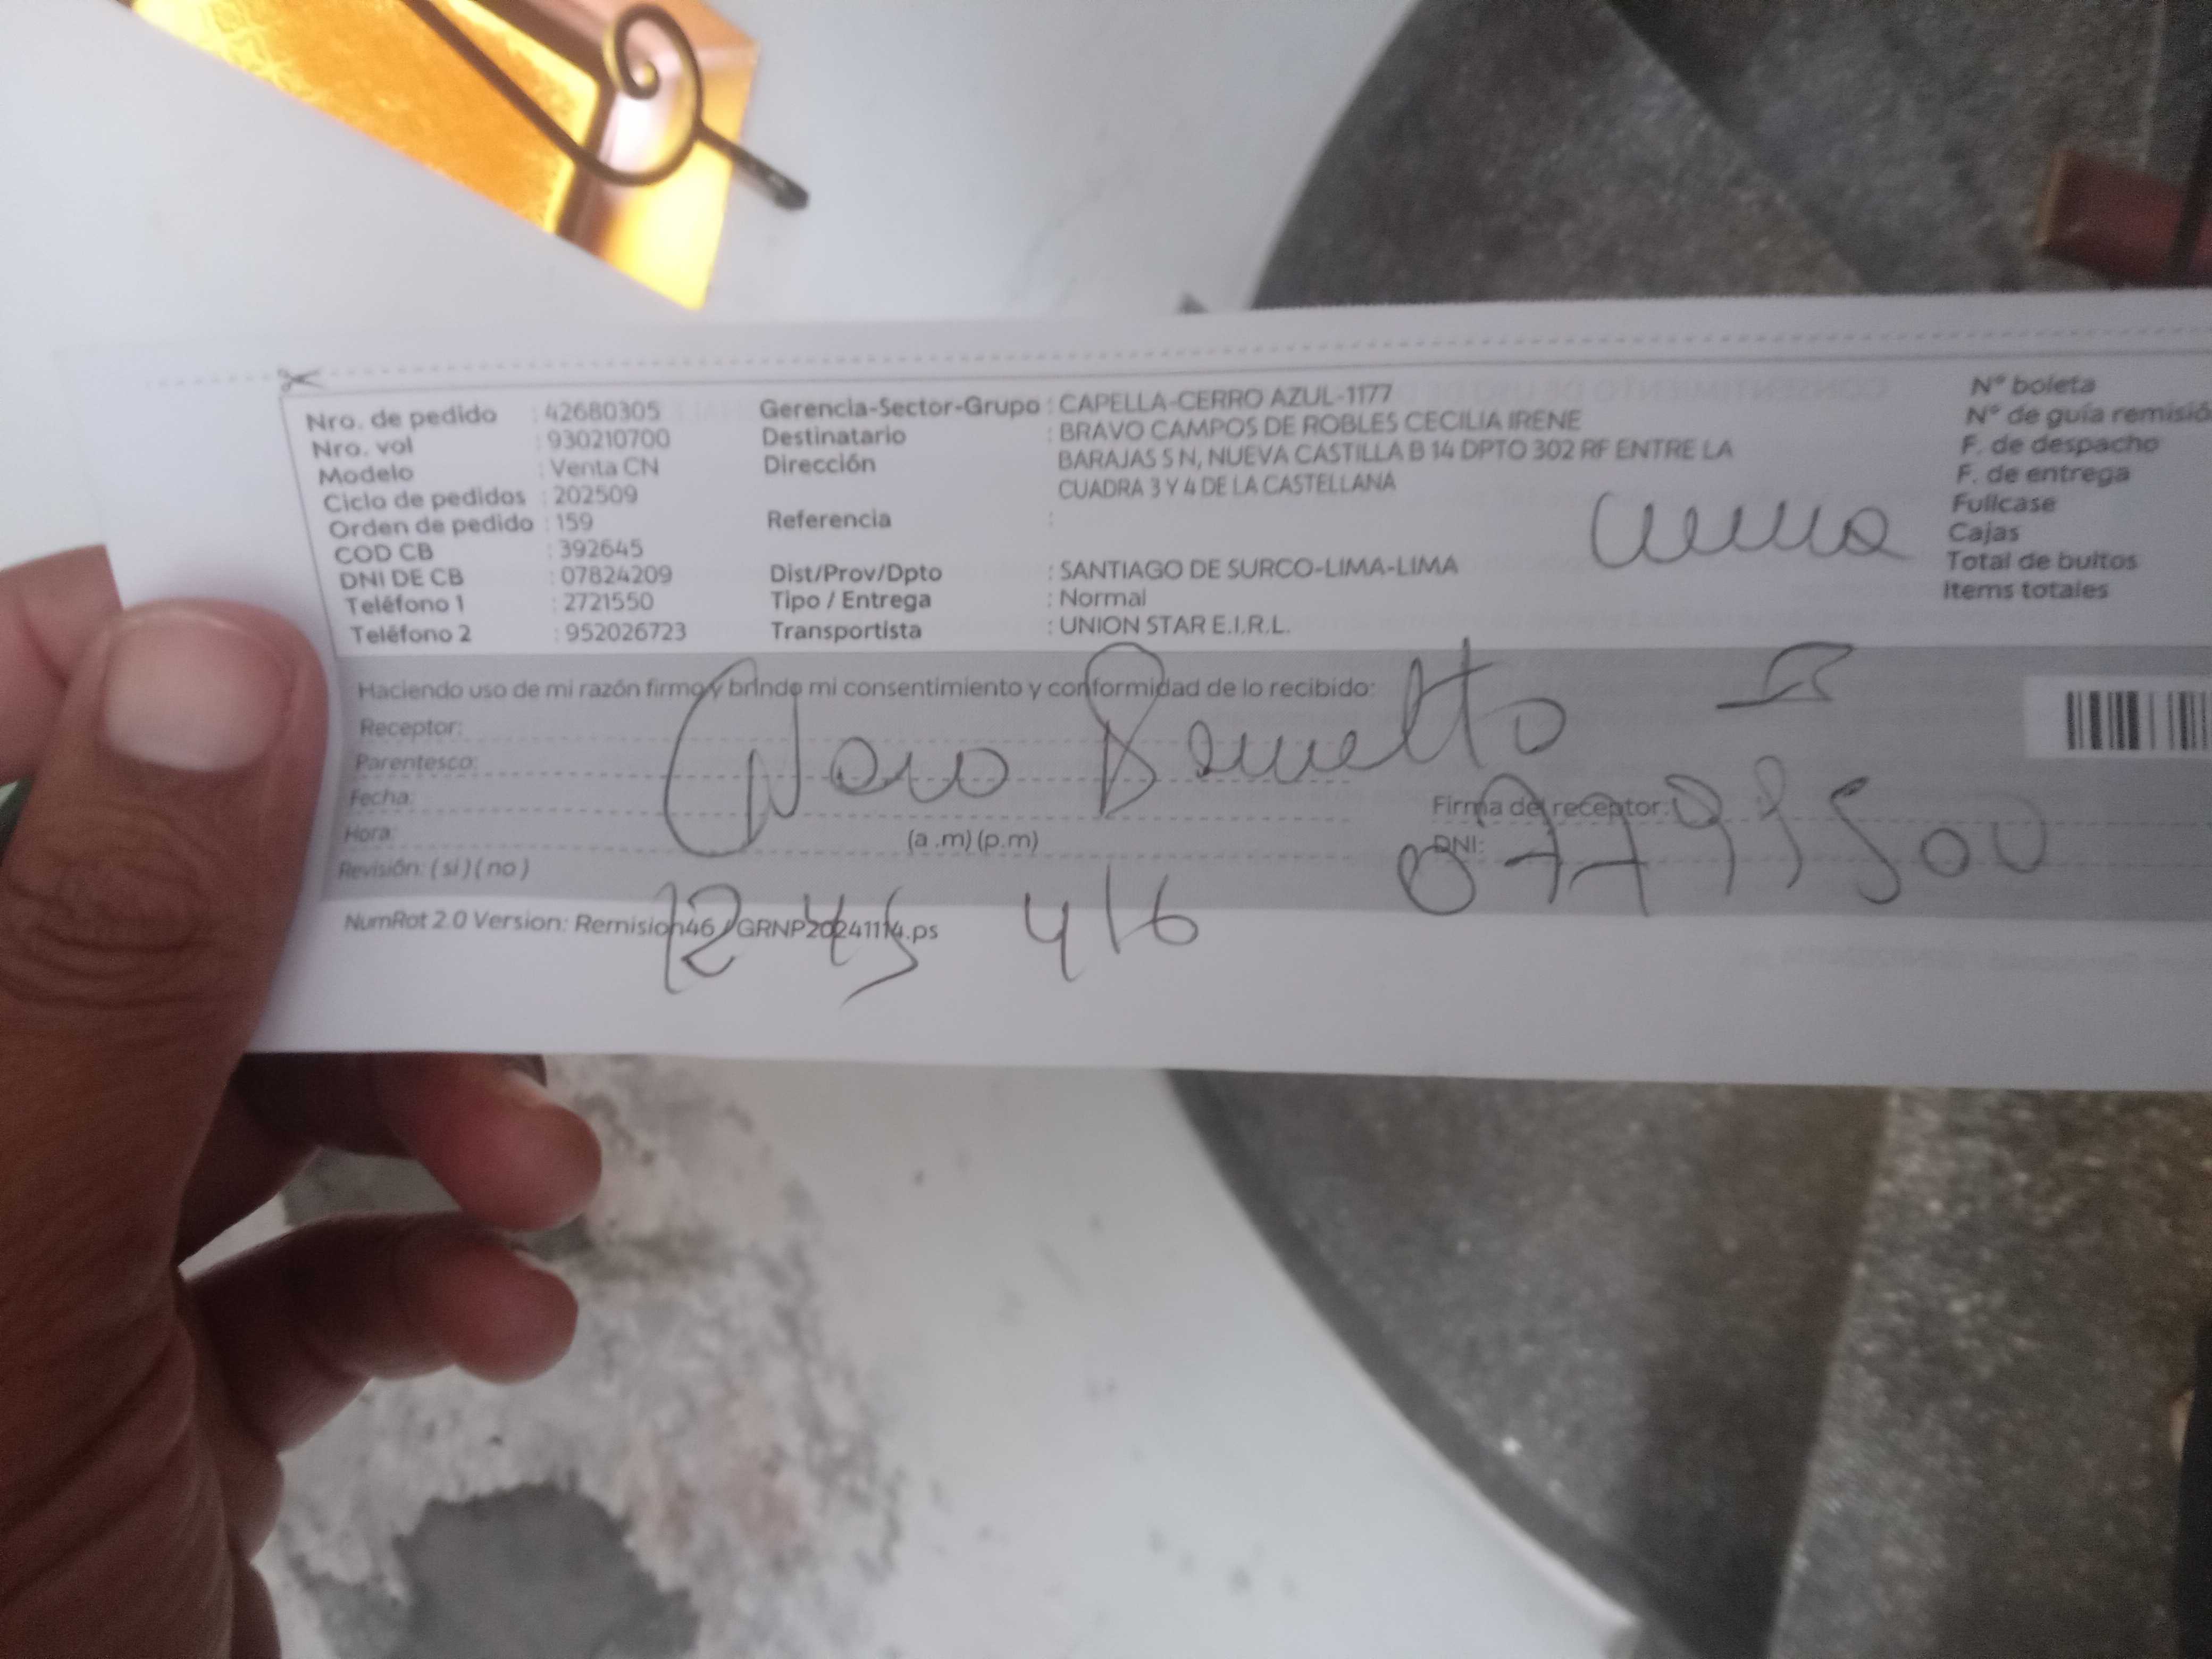 Nro. de pedido : 42680305 Gerencia-Sector-Grupo : CAPELLA-CERRO AZUL-1177 N° boleta
Nro. vol : 930210700 Destinatario : BRAVO CAMPOS DE ROBLES CECILIA IRENE N° de guía remisió
Modelo : Venta CN Dirección BARAJAS S N, NUEVA CASTILLA B 14 DPTO 302 RF ENTRE LA F. de despacho
Ciclo de pedidos : 202509 CUADRA 3 Y 4 DE LA CASTELLANA F. de entrega
Orden de pedido : 159 Referencia : Fullcase
COD CB : 392645 Cajas
DNI DE CB : 07824209 Dist/Prov/Dpto : SANTIAGO DE SURCO-LIMA-LIMA Total de bultos
Teléfono 1 : 2721550 Tipo / Entrega : Normal Items totales
Teléfono 2 : 952026723 Transportista : UNION STAR E.I.R.L.
Haciendo uso de mi razón firmo y brindo mi consentimiento y conformidad de lo recibido:
Receptor:
Parentesco:
Fecha: Firma del receptor:
Hora: (a .m) (p.m) DNI: 07799500
Revisión: ( si ) ( no )
NumRot 2.0 Version: Remision46 / GRNP20241114.ps
12 45 4/6